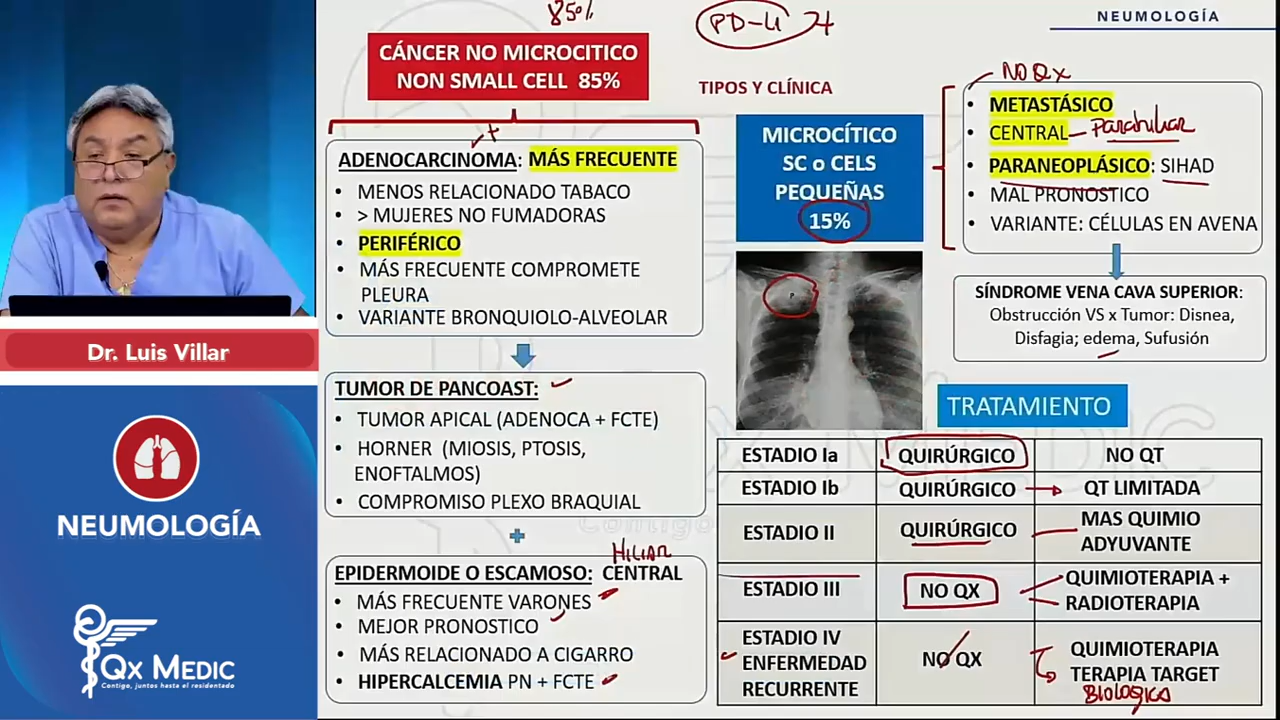 85%
PD-L1 +
NEUMOLOGÍA
CÁNCER NO MICROCITICO
NON SMALL CELL 85%
TIPOS Y CLÍNICA
ADENOCARCINOMA: MÁS FRECUENTE
• MENOS RELACIONADO TABACO
• > MUJERES NO FUMADORAS
• PERIFÉRICO
• MÁS FRECUENTE COMPROMETE
PLEURA
• VARIANTE BRONQUIOLO-ALVEOLAR
TUMOR DE PANCOAST:
• TUMOR APICAL (ADENOCA + FCTE)
• HORNER (MIOSIS, PTOSIS,
ENOFTALMOS)
• COMPROMISO PLEXO BRAQUIAL
HILIAR
EPIDERMOIDE O ESCAMOSO: CENTRAL
• MÁS FRECUENTE VARONES
• MEJOR PRONOSTICO
• MÁS RELACIONADO A CIGARRO
• HIPERCALCEMIA PN + FCTE
MICROCÍTICO
SC o CELS
PEQUEÑAS
15%
NO Qx
• METASTÁSICO
• CENTRAL - Parahiliar
• PARANEOPLÁSICO: SIHAD
• MAL PRONOSTICO
• VARIANTE: CÉLULAS EN AVENA
SÍNDROME VENA CAVA SUPERIOR:
Obstrucción VS x Tumor: Disnea,
Disfagia; edema, Sufusión
TRATAMIENTO
ESTADIO Ia QUIRÚRGICO NO QT
ESTADIO Ib QUIRÚRGICO QT LIMITADA
ESTADIO II QUIRÚRGICO MAS QUIMIO
ADYUVANTE
ESTADIO III NO QX QUIMIOTERAPIA +
RADIOTERAPIA
ESTADIO IV
ENFERMEDAD
RECURRENTE
NO QX
QUIMIOTERAPIA
TERAPIA TARGET
BIOLOGICO
Dr. Luis Villar
NEUMOLOGÍA
QX MEDIC
Contigo, juntos hasta el residentado